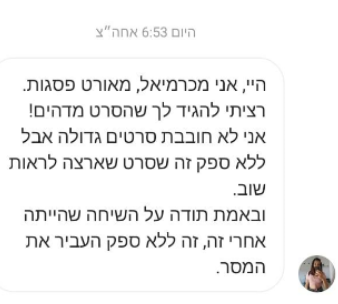 היום 6:53 אחה״צ
היי, אני מכרמיאל, מאורט פסגות.
רציתי להגיד לך שהסרט מדהים!
אני לא חובבת סרטים גדולה אבל
ללא ספק זה שסרט שארצה לראות
שוב.
ובאמת תודה על השיחה שהייתה
אחרי זה, זה ללא ספק העביר את
המסר.